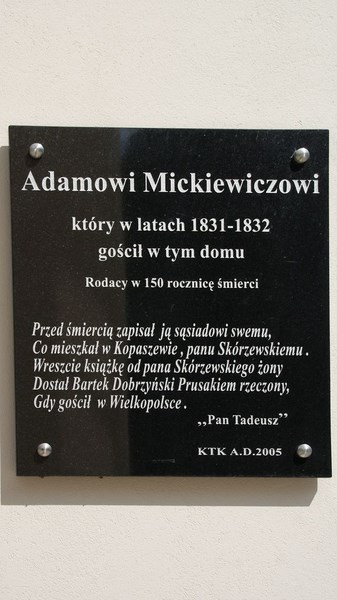 Adamowi Mickiewiczowi
który w latach 1831-1832
gościł w tym domu
Rodacy w 150 rocznicę śmierci
Przed śmiercią zapisał ją sąsiadowi swemu,
Co mieszkał w Kopaszewie , panu Skórzewskiemu .
Wreszcie książkę od pana Skórzewskiego żony
Dostał Bartek Dobrzyński Prusakiem rzeczony,
Gdy gościł w Wielkopolsce .
,,Pan Tadeusz”
KTK A.D.2005